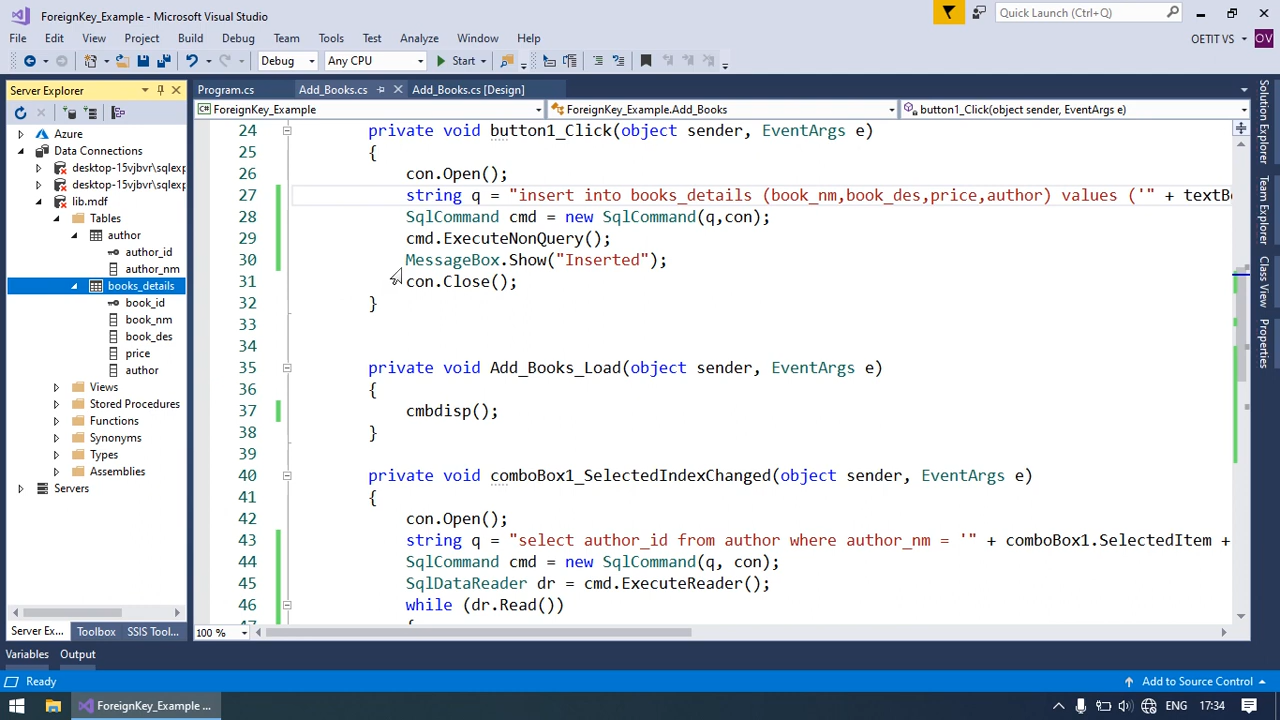 ForeignKey_Example - Microsoft Visual Studio
Quick Launch (Ctrl+Q)
File Edit View Project Build Debug Team Tools Test Analyze Window Help
OETIT VS
OV
Debug Any CPU Start
Server Explorer
Program.cs Add_Books.cs Add_Books.cs [Design]
ForeignKey_Example ForeignKey_Example.Add_Books button1_Click(object sender, EventArgs e)
Azure
Data Connections
desktop-15vjbvr\sqlexp
desktop-15vjbvr\sqlexp
lib.mdf
Tables
author
author_id
author_nm
books_details
book_id
book_nm
book_des
price
author
Views
Stored Procedures
Functions
Synonyms
Types
Assemblies
Servers
24 private void button1_Click(object sender, EventArgs e)
25 {
26 con.Open();
27 string q = "insert into books_details (book_nm,book_des,price,author) values ('" + textBo
28 SqlCommand cmd = new SqlCommand(q,con);
29 cmd.ExecuteNonQuery();
30 MessageBox.Show("Inserted");
31 con.Close();
32 }
33
34
35 private void Add_Books_Load(object sender, EventArgs e)
36 {
37 cmbdisp();
38 }
39
40 private void comboBox1_SelectedIndexChanged(object sender, EventArgs e)
41 {
42 con.Open();
43 string q = "select author_id from author where author_nm = '" + comboBox1.SelectedItem +
44 SqlCommand cmd = new SqlCommand(q, con);
45 SqlDataReader dr = cmd.ExecuteReader();
46 while (dr.Read())
47 {
100 %
Solution Explorer
Team Explorer
Properties
Server Ex... Toolbox SSIS Tool...
Variables Output
Ready
Add to Source Control
ForeignKey_Example ...
ENG 17:34